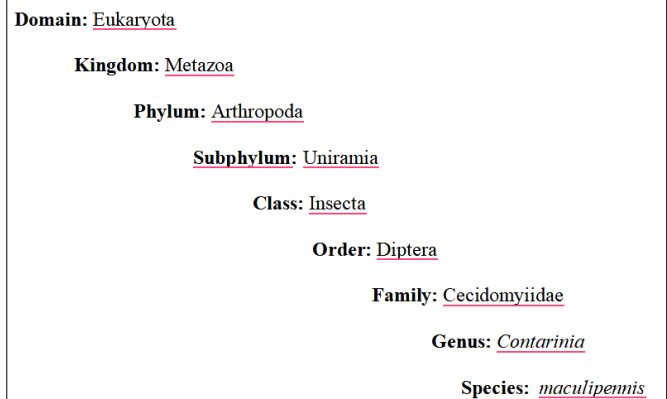 Domain: Eukaryota
Kingdom: Metazoa
Phylum: Arthropoda
Subphylum: Uniramia
Class: Insecta
Order: Diptera
Family: Cecidomyiidae
Genus: Contarinia
Species: maculipennis